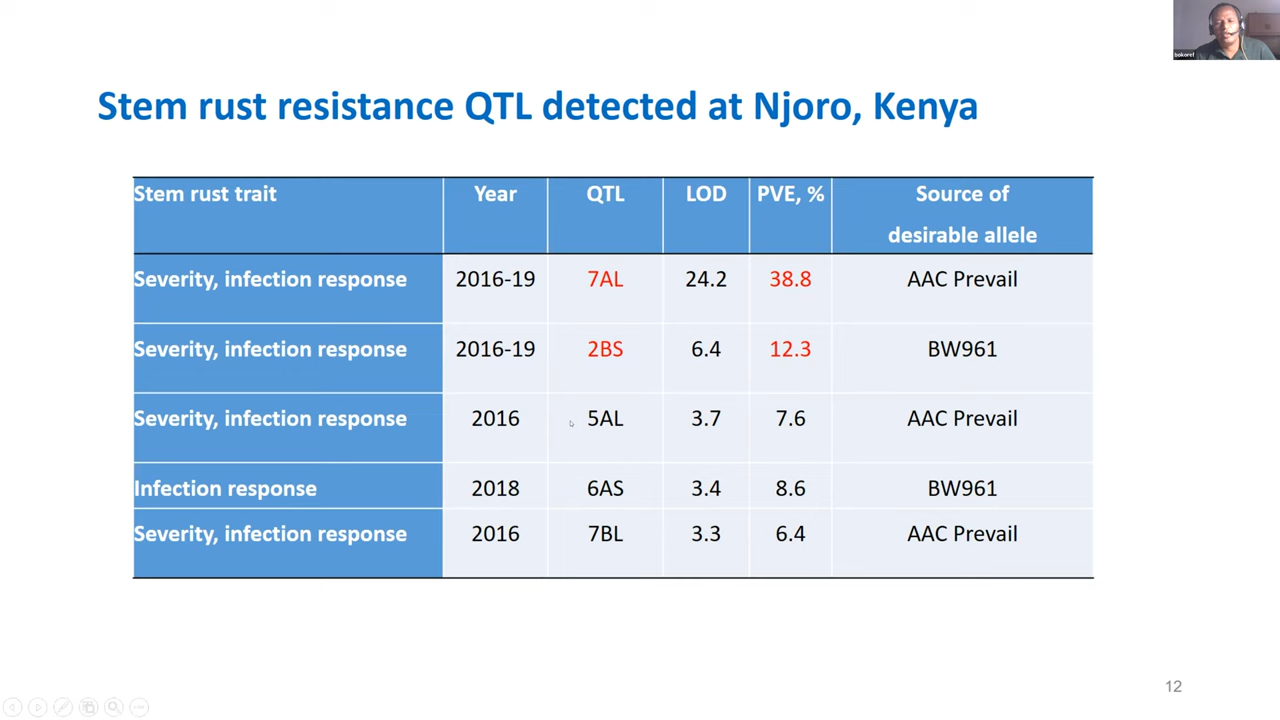 bokoref
Stem rust resistance QTL detected at Njoro, Kenya
Stem rust trait Year QTL LOD PVE, % Source of
desirable allele
Severity, infection response 2016-19 7AL 24.2 38.8 AAC Prevail
Severity, infection response 2016-19 2BS 6.4 12.3 BW961
Severity, infection response 2016 5AL 3.7 7.6 AAC Prevail
Infection response 2018 6AS 3.4 8.6 BW961
Severity, infection response 2016 7BL 3.3 6.4 AAC Prevail
12